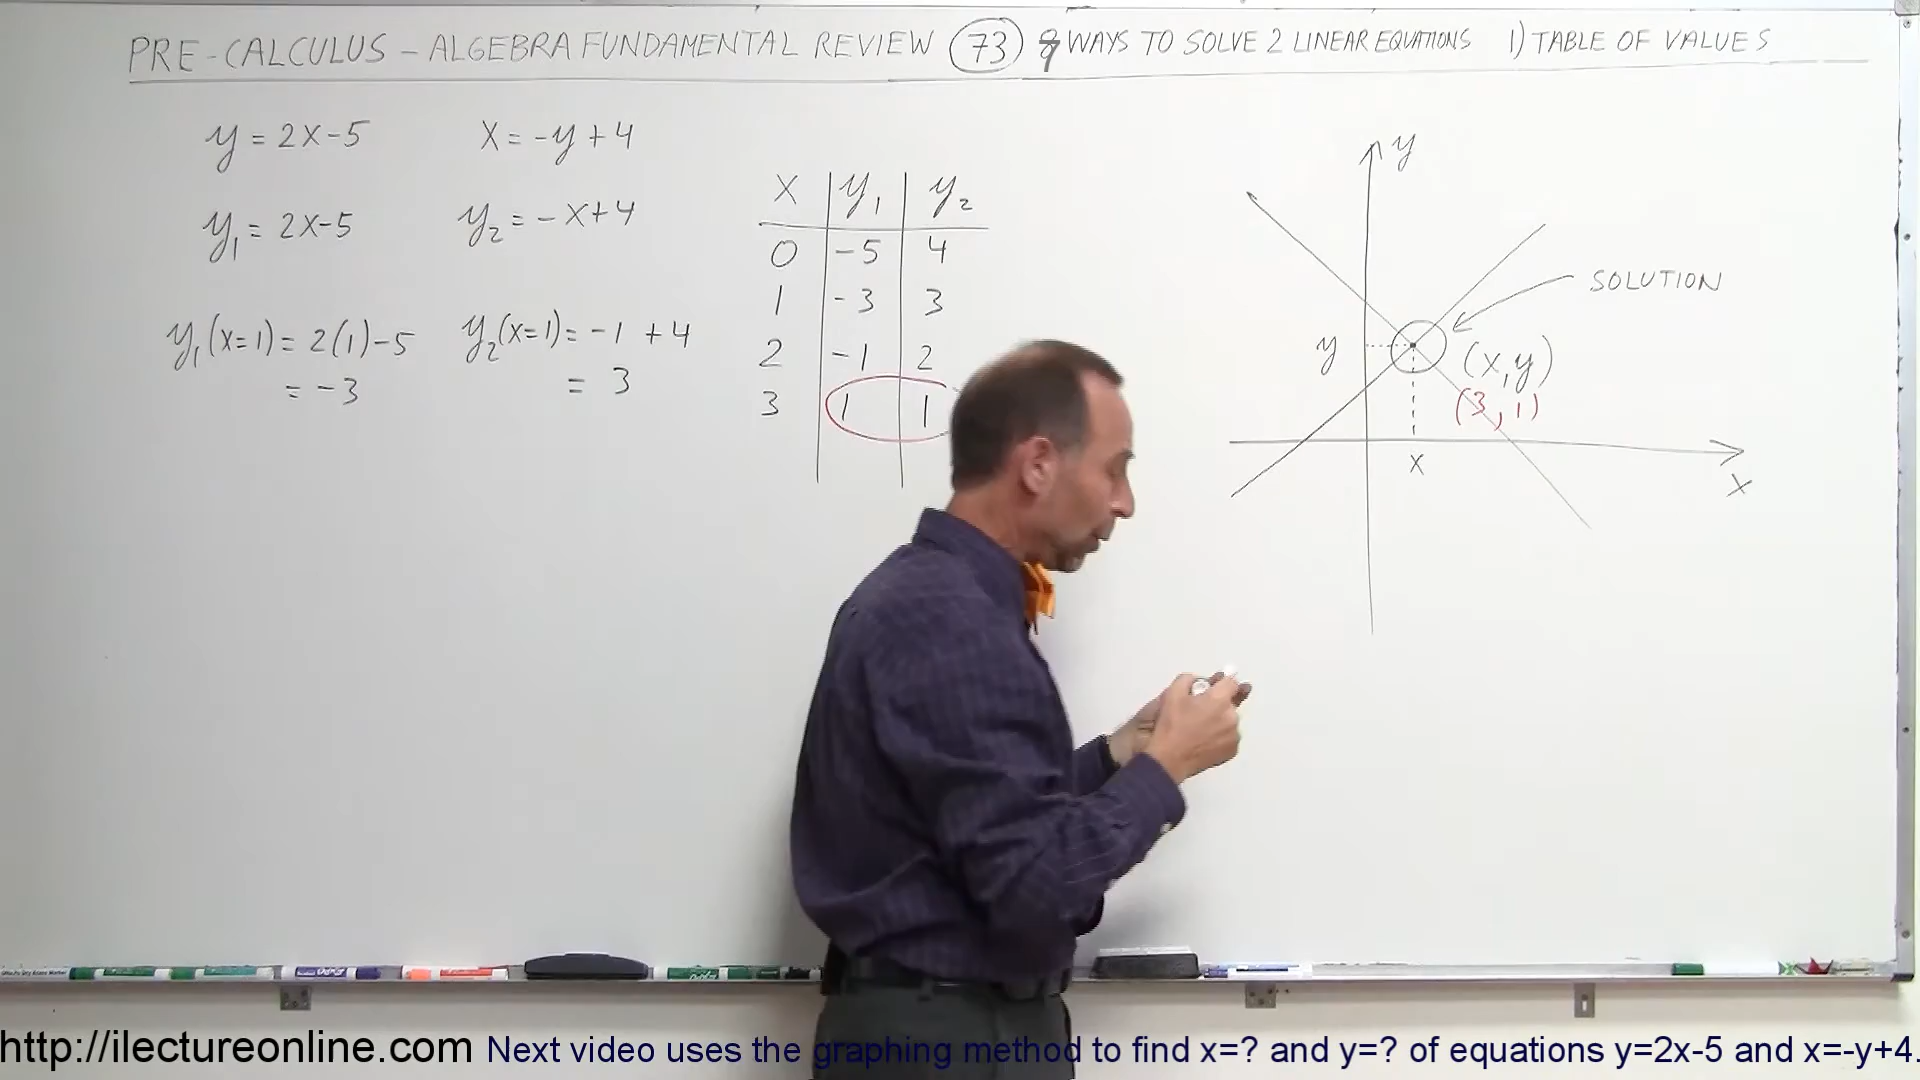 PRE-CALCULUS - ALGEBRA FUNDAMENTAL REVIEW 73 9 WAYS TO SOLVE 2 LINEAR EQUATIONS 1) TABLE OF VALUES
y = 2x-5 x = -y+4
y₁ = 2x-5 y₂ = -x+4
y₁(x=1) = 2(1)-5 y₂(x=1) = -1 + 4
= -3 = 3
x y₁ y₂
0 -5 4
1 -3 3
2 -1 2
3 1 1
y
SOLUTION
y (x,y)
(3,1)
x
x
http://ilectureonline.com Next video uses the graphing method to find x=? and y=? of equations y=2x-5 and x=-y+4.